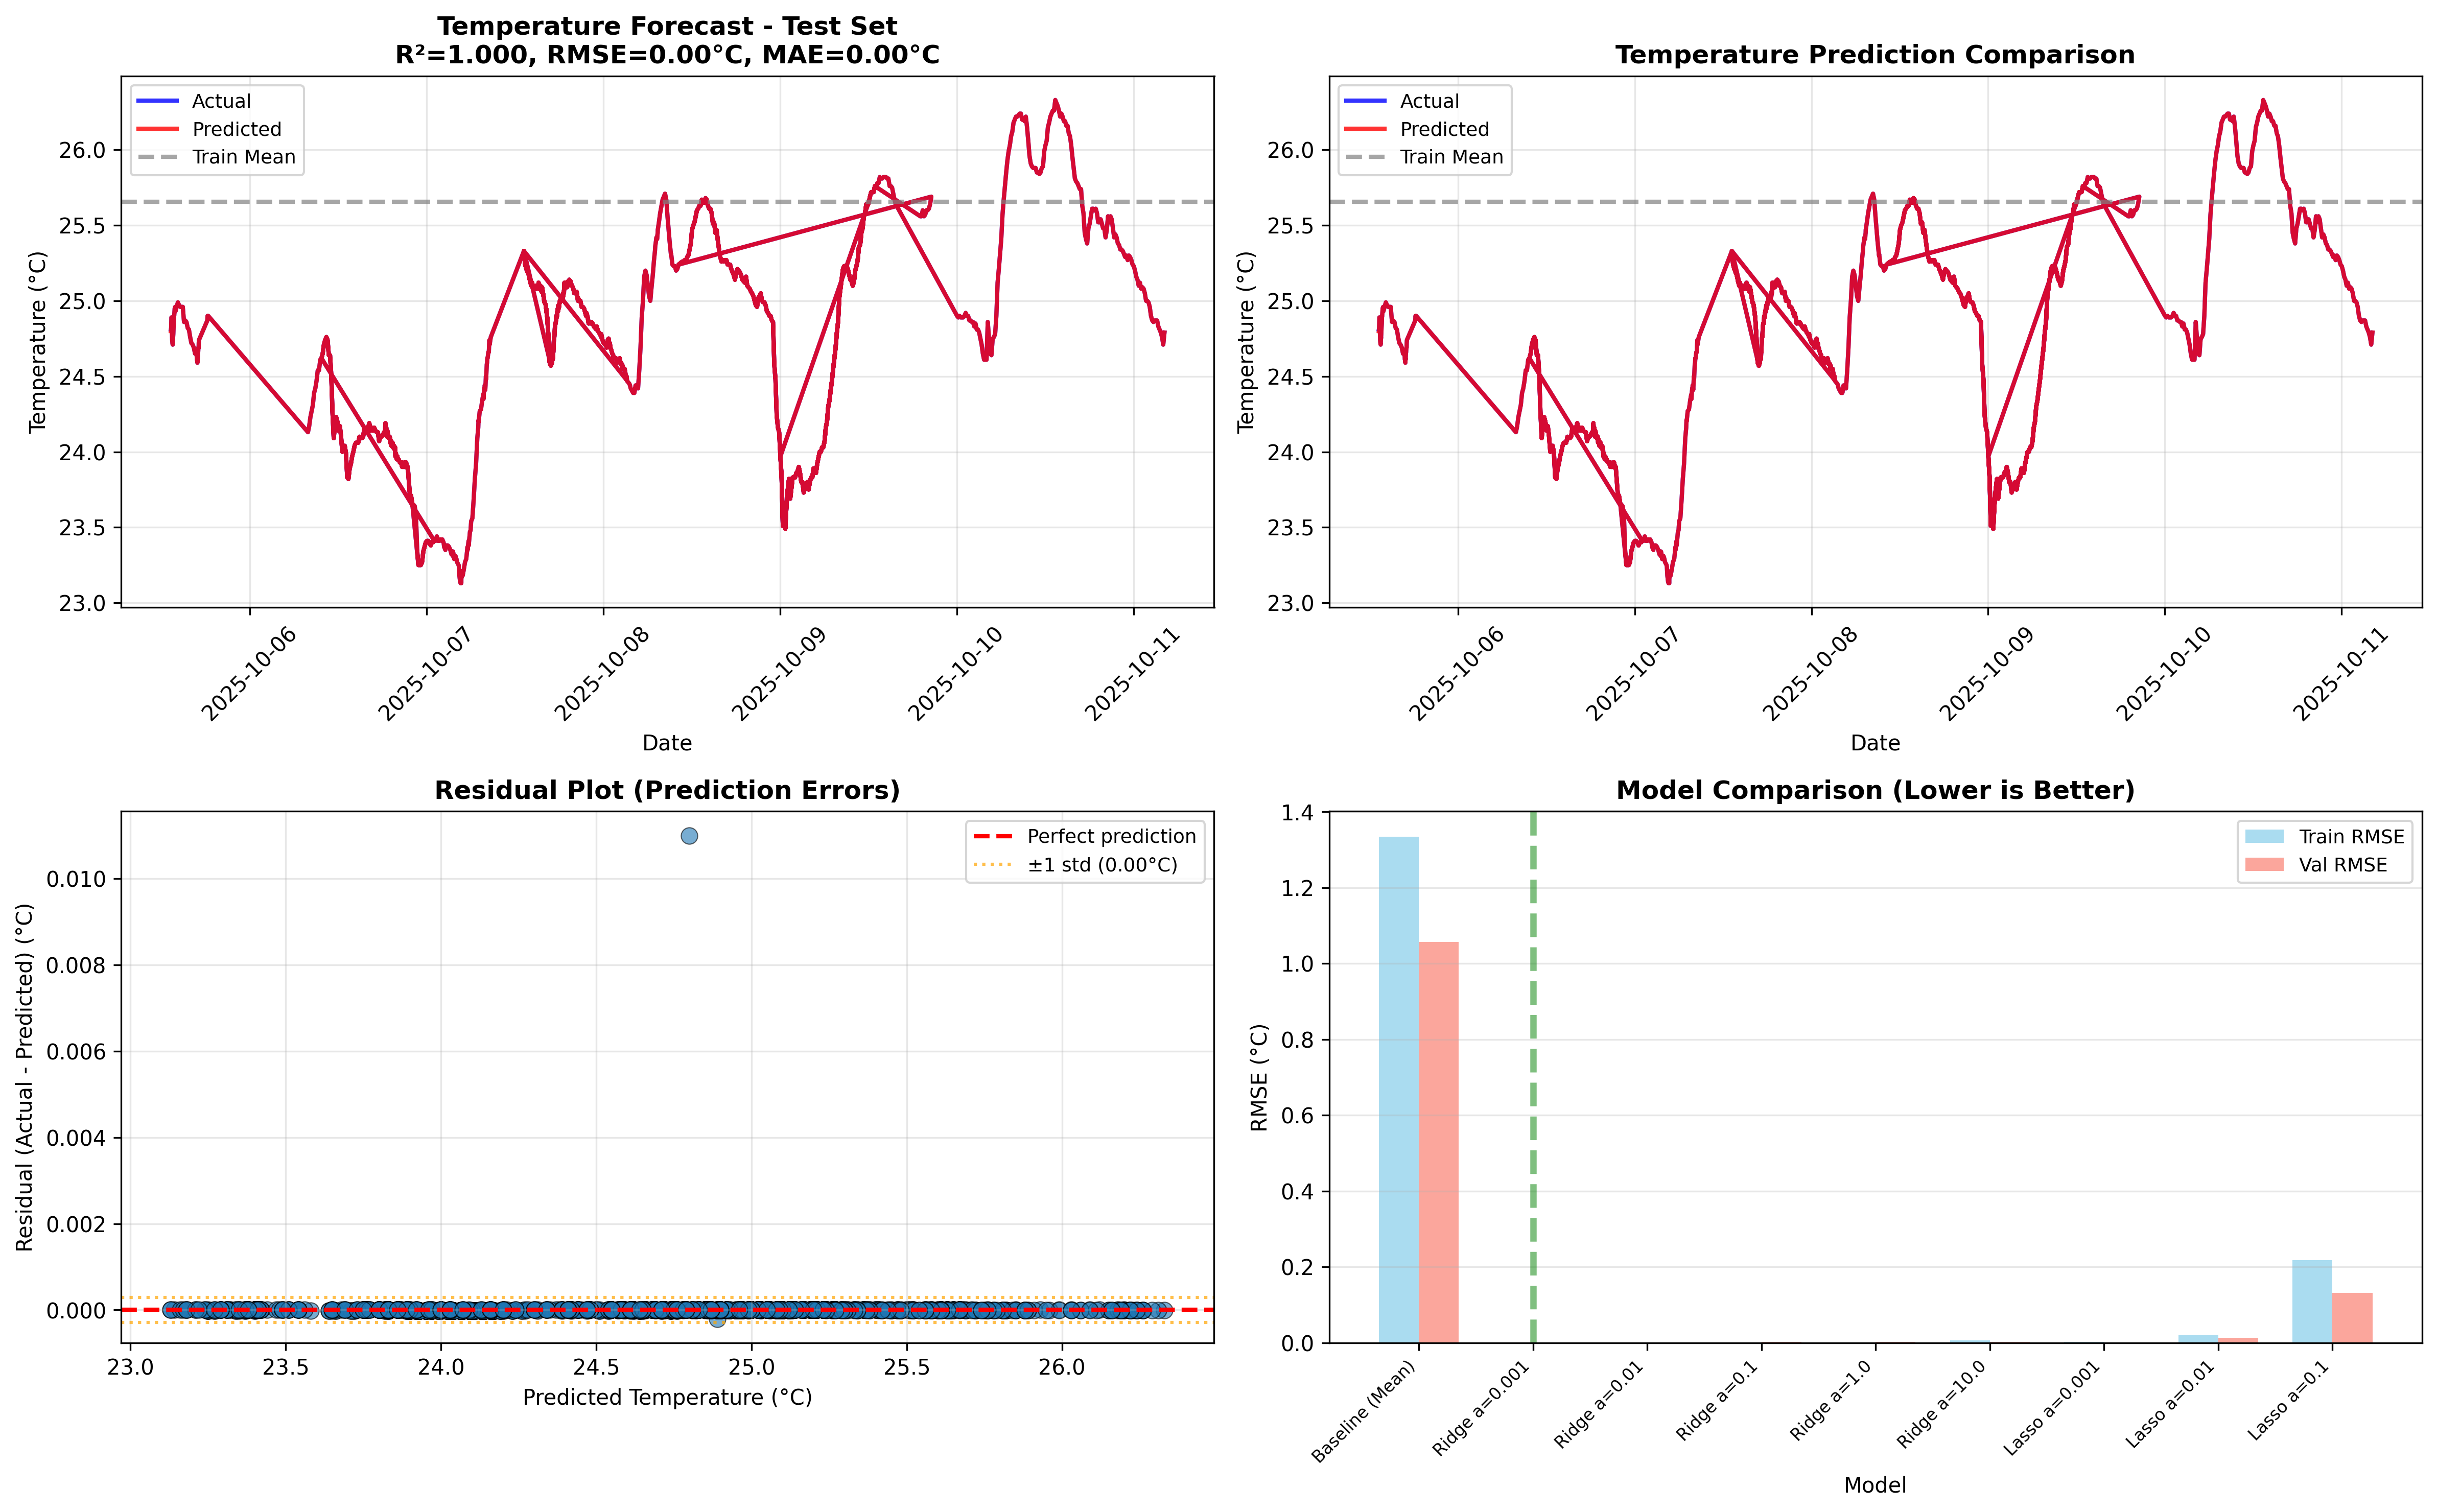 Temperature Forecast - Test Set
R²=1.000, RMSE=0.00°C, MAE=0.00°C
Actual
Predicted
Train Mean
Temperature (°C)
26.0
25.5
25.0
24.5
24.0
23.5
23.0
2025-10-06
2025-10-07
2025-10-08
2025-10-09
2025-10-10
2025-10-11
Date
Temperature Prediction Comparison
Actual
Predicted
Train Mean
Temperature (°C)
26.0
25.5
25.0
24.5
24.0
23.5
23.0
2025-10-06
2025-10-07
2025-10-08
2025-10-09
2025-10-10
2025-10-11
Date
Residual Plot (Prediction Errors)
Perfect prediction
±1 std (0.00°C)
Residual (Actual - Predicted) (°C)
0.010
0.008
0.006
0.004
0.002
0.000
23.0
23.5
24.0
24.5
25.0
25.5
26.0
Predicted Temperature (°C)
Model Comparison (Lower is Better)
Train RMSE
Val RMSE
RMSE (°C)
1.4
1.2
1.0
0.8
0.6
0.4
0.2
0.0
Baseline (Mean)
Ridge a=0.001
Ridge a=0.01
Ridge a=0.1
Ridge a=1.0
Ridge a=10.0
Lasso a=0.001
Lasso a=0.01
Lasso a=0.1
Model